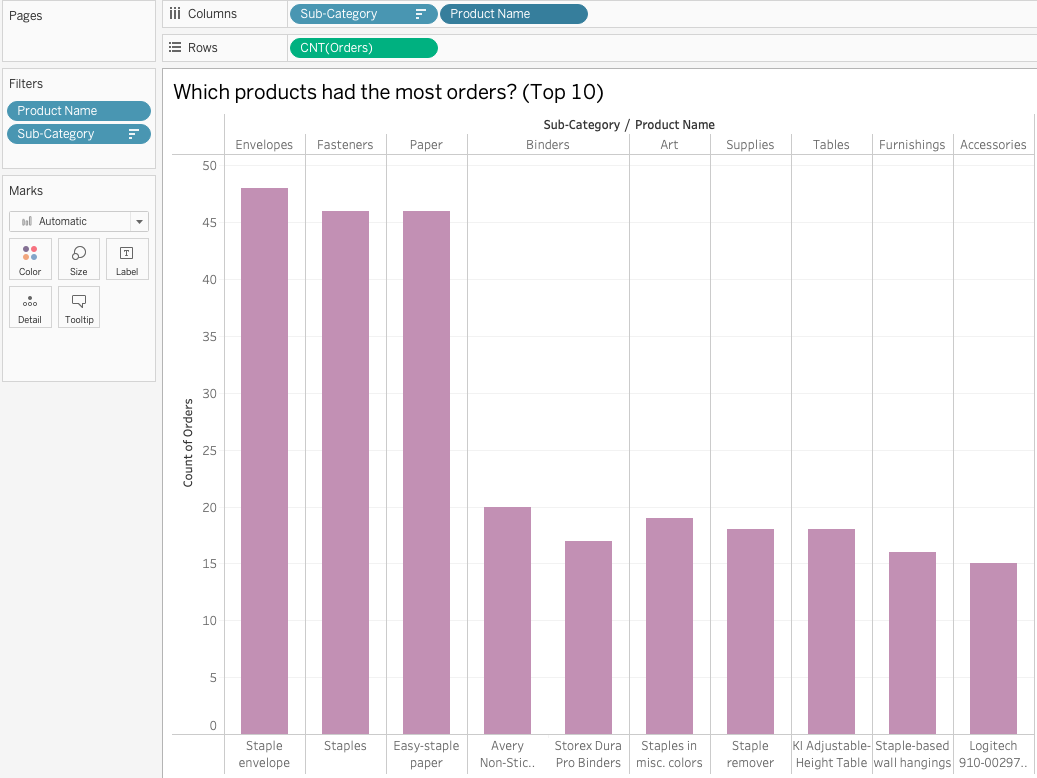 Pages
Columns
Sub-Category
Product Name
Rows
CNT(Orders)
Filters
Product Name
Sub-Category
Marks
Automatic
Color
Size
Label
T
Detail
Tooltip
Which products had the most orders? (Top 10)
Sub-Category / Product Name
Envelopes
Fasteners
Paper
Binders
Art
Supplies
Tables
Furnishings
Accessories
Count of Orders
50
45
40
35
30
25
20
15
10
5
0
Staple
envelope
Staples
Easy-staple
paper
Avery
Non-Stic..
Storex Dura
Pro Binders
Staples in
misc. colors
Staple
remover
KI Adjustable-
Height Table
Staple-based
wall hangings
Logitech
910-00297..